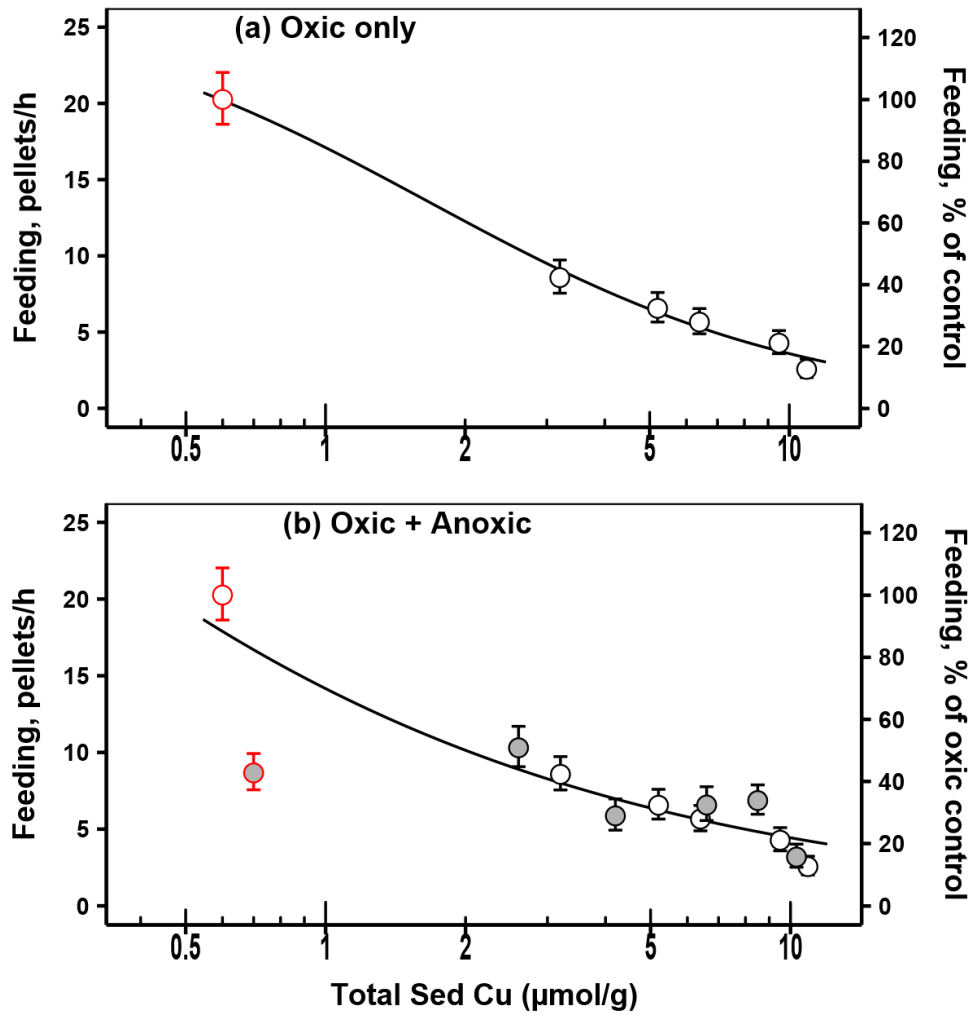 (a) Oxic only
Feeding, pellets/h
25
20
15
10
5
0
120
100
80
60
40
20
0
Feeding, % of control
0.5 1 2 5 10
(b) Oxic + Anoxic
Feeding, pellets/h
25
20
15
10
5
0
120
100
80
60
40
20
0
Feeding, % of oxic control
0.5 1 2 5 10
Total Sed Cu (µmol/g)